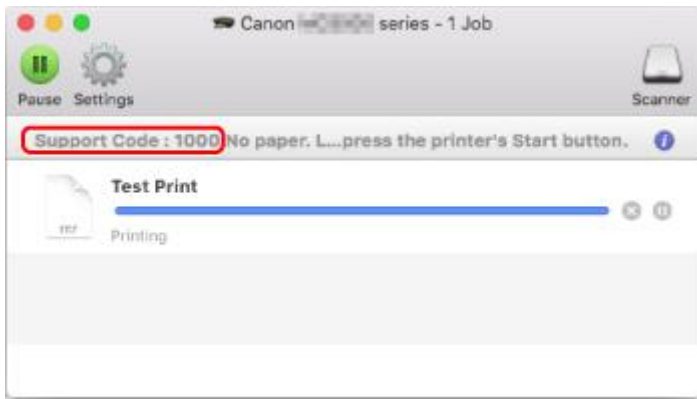 Canon series - 1 Job
Pause Settings
Scanner
Support Code : 1000 No paper. L...press the printer's Start button.
Test Print
Printing